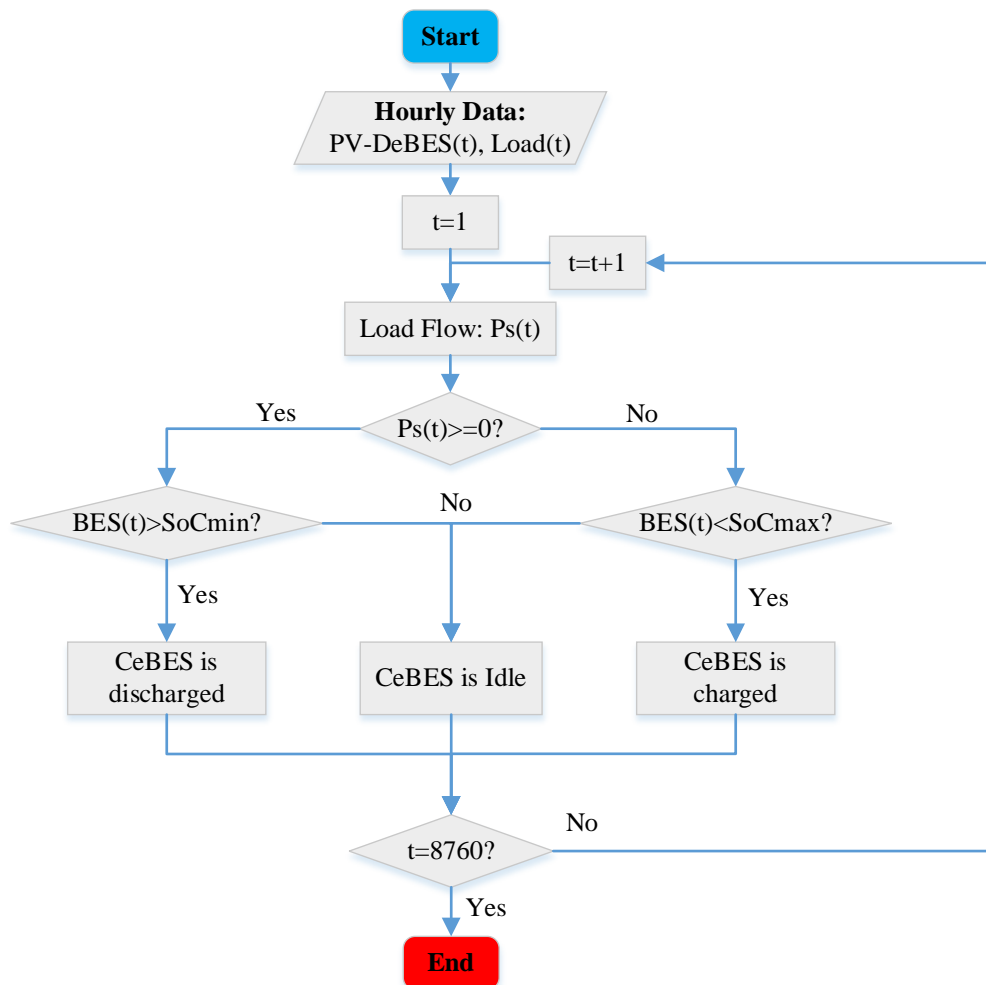 Start
Hourly Data:
PV-DeBES(t), Load(t)
t=1
t=t+1
Load Flow: Ps(t)
Yes
Ps(t)>=0?
No
BES(t)>SoCmin?
No
BES(t)<SoCmax?
Yes
Yes
CeBES is
discharged
CeBES is Idle
CeBES is
charged
t=8760?
No
Yes
End